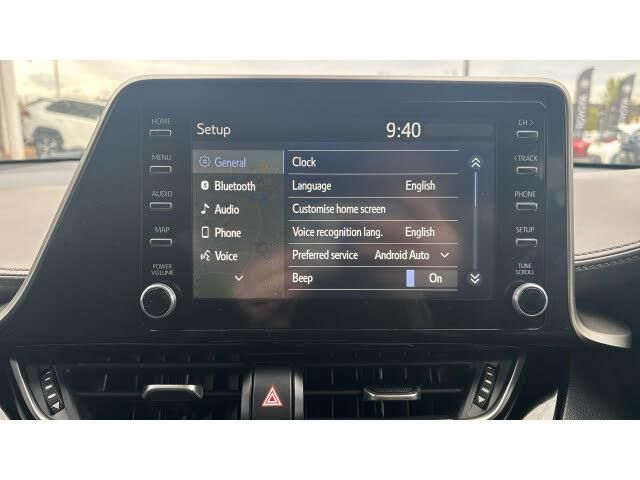 HOME
MENU
AUDIO
MAP
POWER
VOLUME
Setup
9:40
General
Bluetooth
Audio
Phone
Voice
Clock
Language English
Customise home screen
Voice recognition lang. English
Preferred service Android Auto
Beep On
CH >
< TRACK
PHONE
SETUP
TUNE
SCROLL